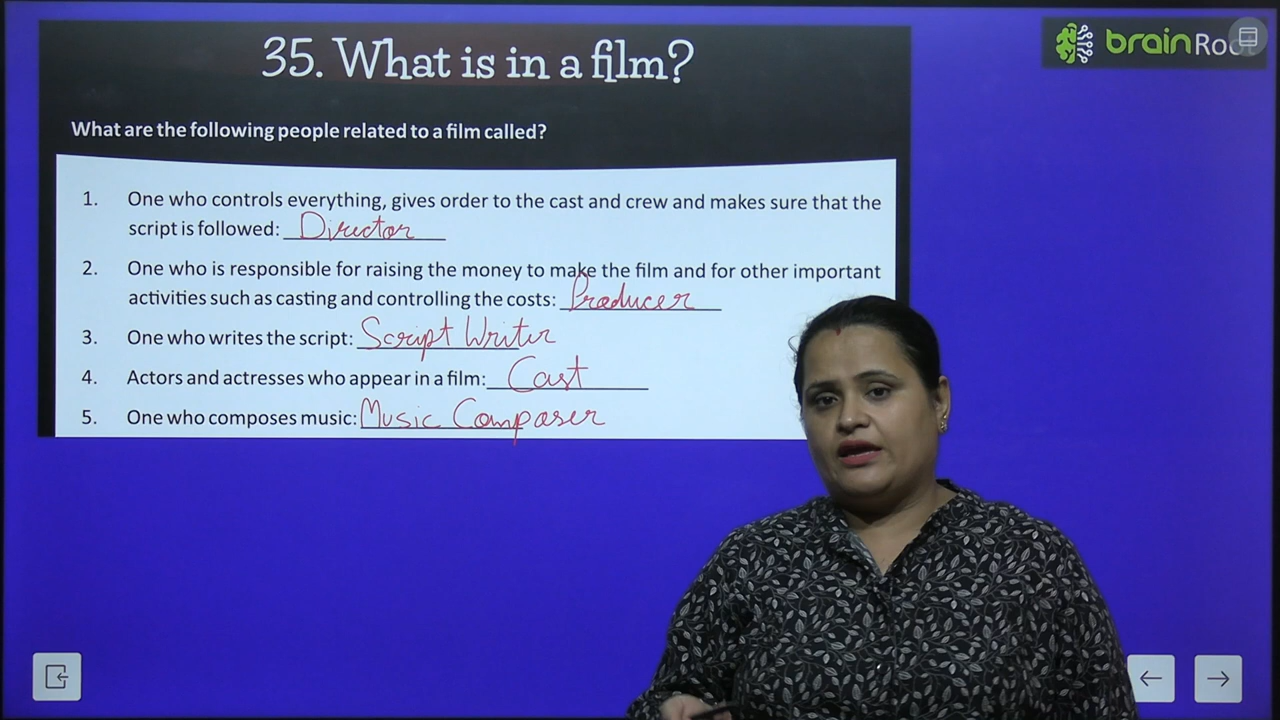 35. What is in a film?
brainRoo
What are the following people related to a film called?
1. One who controls everything, gives order to the cast and crew and makes sure that the
script is followed: Director
2. One who is responsible for raising the money to make the film and for other important
activities such as casting and controlling the costs: Producer
3. One who writes the script: Script Writer
4. Actors and actresses who appear in a film: Cast
5. One who composes music: Music Composer